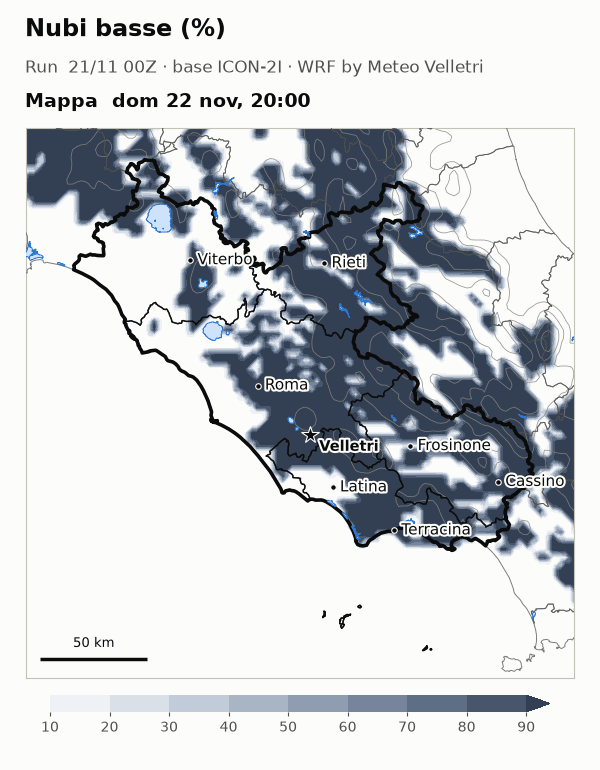 Nubi basse (%)
Run  21/11 00Z · base ICON-2I · WRF by Meteo Velletri
Mappa  dom 22 nov, 20:00
Viterbo
Rieti
Roma
Velletri
Frosinone
Cassino
Latina
Terracina
50 km
10 20 30 40 50 60 70 80 90